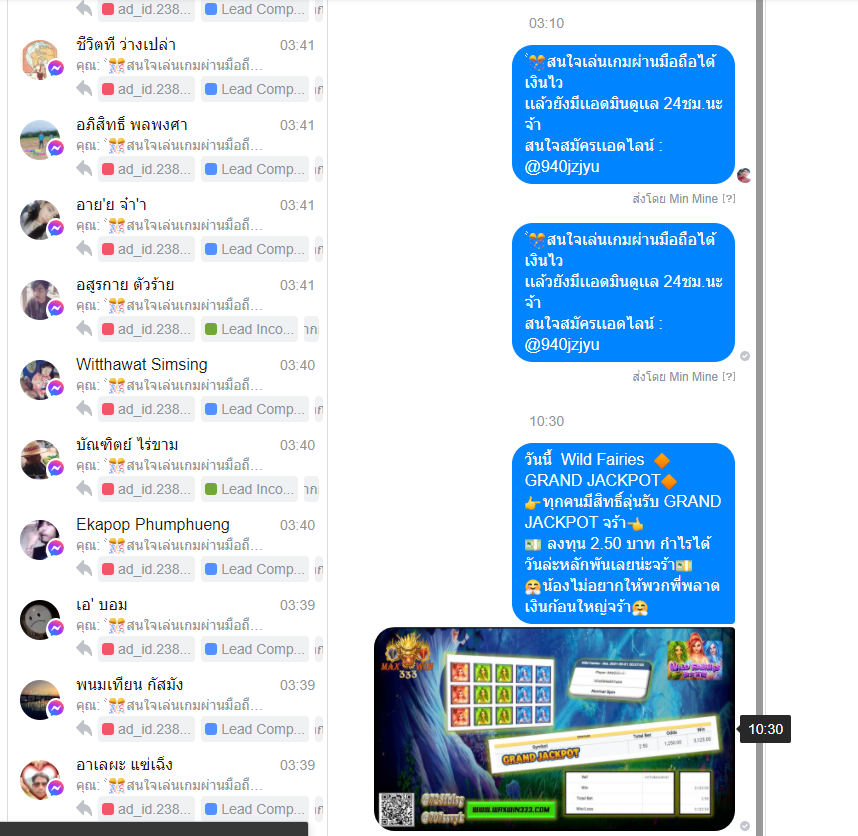 ad_id.238...
Lead Comp...
ชีวิตที่ ว่างเปล่า
03:41
คุณ: ้🎊สนใจเล่นเกมผ่านมือถื...
ad_id.238...
Lead Comp...
อภิสิทธิ์ พลพงศา
03:41
คุณ: ้🎊สนใจเล่นเกมผ่านมือถื...
ad_id.238...
Lead Comp...
อาย'ย จ๋า'า
03:41
คุณ: ้🎊สนใจเล่นเกมผ่านมือถื...
ad_id.238...
Lead Comp...
อสูรกาย ตัวร้าย
03:41
คุณ: ้🎊สนใจเล่นเกมผ่านมือถื...
ad_id.238...
Lead Inco...
Witthawat Simsing
03:40
คุณ: ้🎊สนใจเล่นเกมผ่านมือถื...
ad_id.238...
Lead Comp...
บัณฑิตย์ ไร่ขาม
03:40
คุณ: ้🎊สนใจเล่นเกมผ่านมือถื...
ad_id.238...
Lead Inco...
Ekapop Phumphueng
03:40
คุณ: ้🎊สนใจเล่นเกมผ่านมือถื...
ad_id.238...
Lead Comp...
เอ' บอม
03:39
คุณ: ้🎊สนใจเล่นเกมผ่านมือถื...
ad_id.238...
Lead Comp...
พนมเทียน กัสมัง
03:39
คุณ: ้🎊สนใจเล่นเกมผ่านมือถื...
ad_id.238...
Lead Comp...
อาเลผะ แซ่เฉิ่ง
03:39
คุณ: ้🎊สนใจเล่นเกมผ่านมือถื...
ad_id.238...
Lead Comp...
03:10
้🎊สนใจเล่นเกมผ่านมือถือได้
เงินไว
แล้วยังมีแอดมินดูแล 24ชม.นะ
จ้า
สนใจสมัครแอดไลน์ :
@940jzjyu
ส่งโดย Min Mine [?]
้🎊สนใจเล่นเกมผ่านมือถือได้
เงินไว
แล้วยังมีแอดมินดูแล 24ชม.นะ
จ้า
สนใจสมัครแอดไลน์ :
@940jzjyu
ส่งโดย Min Mine [?]
10:30
วันนี้ Wild Fairies 🔶
GRAND JACKPOT🔶
👉ทุกคนมีสิทธิ์ลุ่นรับ GRAND
JACKPOT จร้า👈
💵 ลงทุน 2.50 บาท กำไรได้
วันล่ะหลักพันเลยน่ะจร้า💵
🤗น้องไม่อยากให้พวกพี่พลาด
เงินก้อนใหญ่จร้า🤗
MAX WIN
333
WILD FAIRIES
Normal Spin
Symbol
Total Bet
Odds
Win
GRAND JACKPOT
2.50
1,250.00
3,125.00
Bet
Win
Total Bet
Win/Loss
WWW.MAXWIN333.COM
10:30